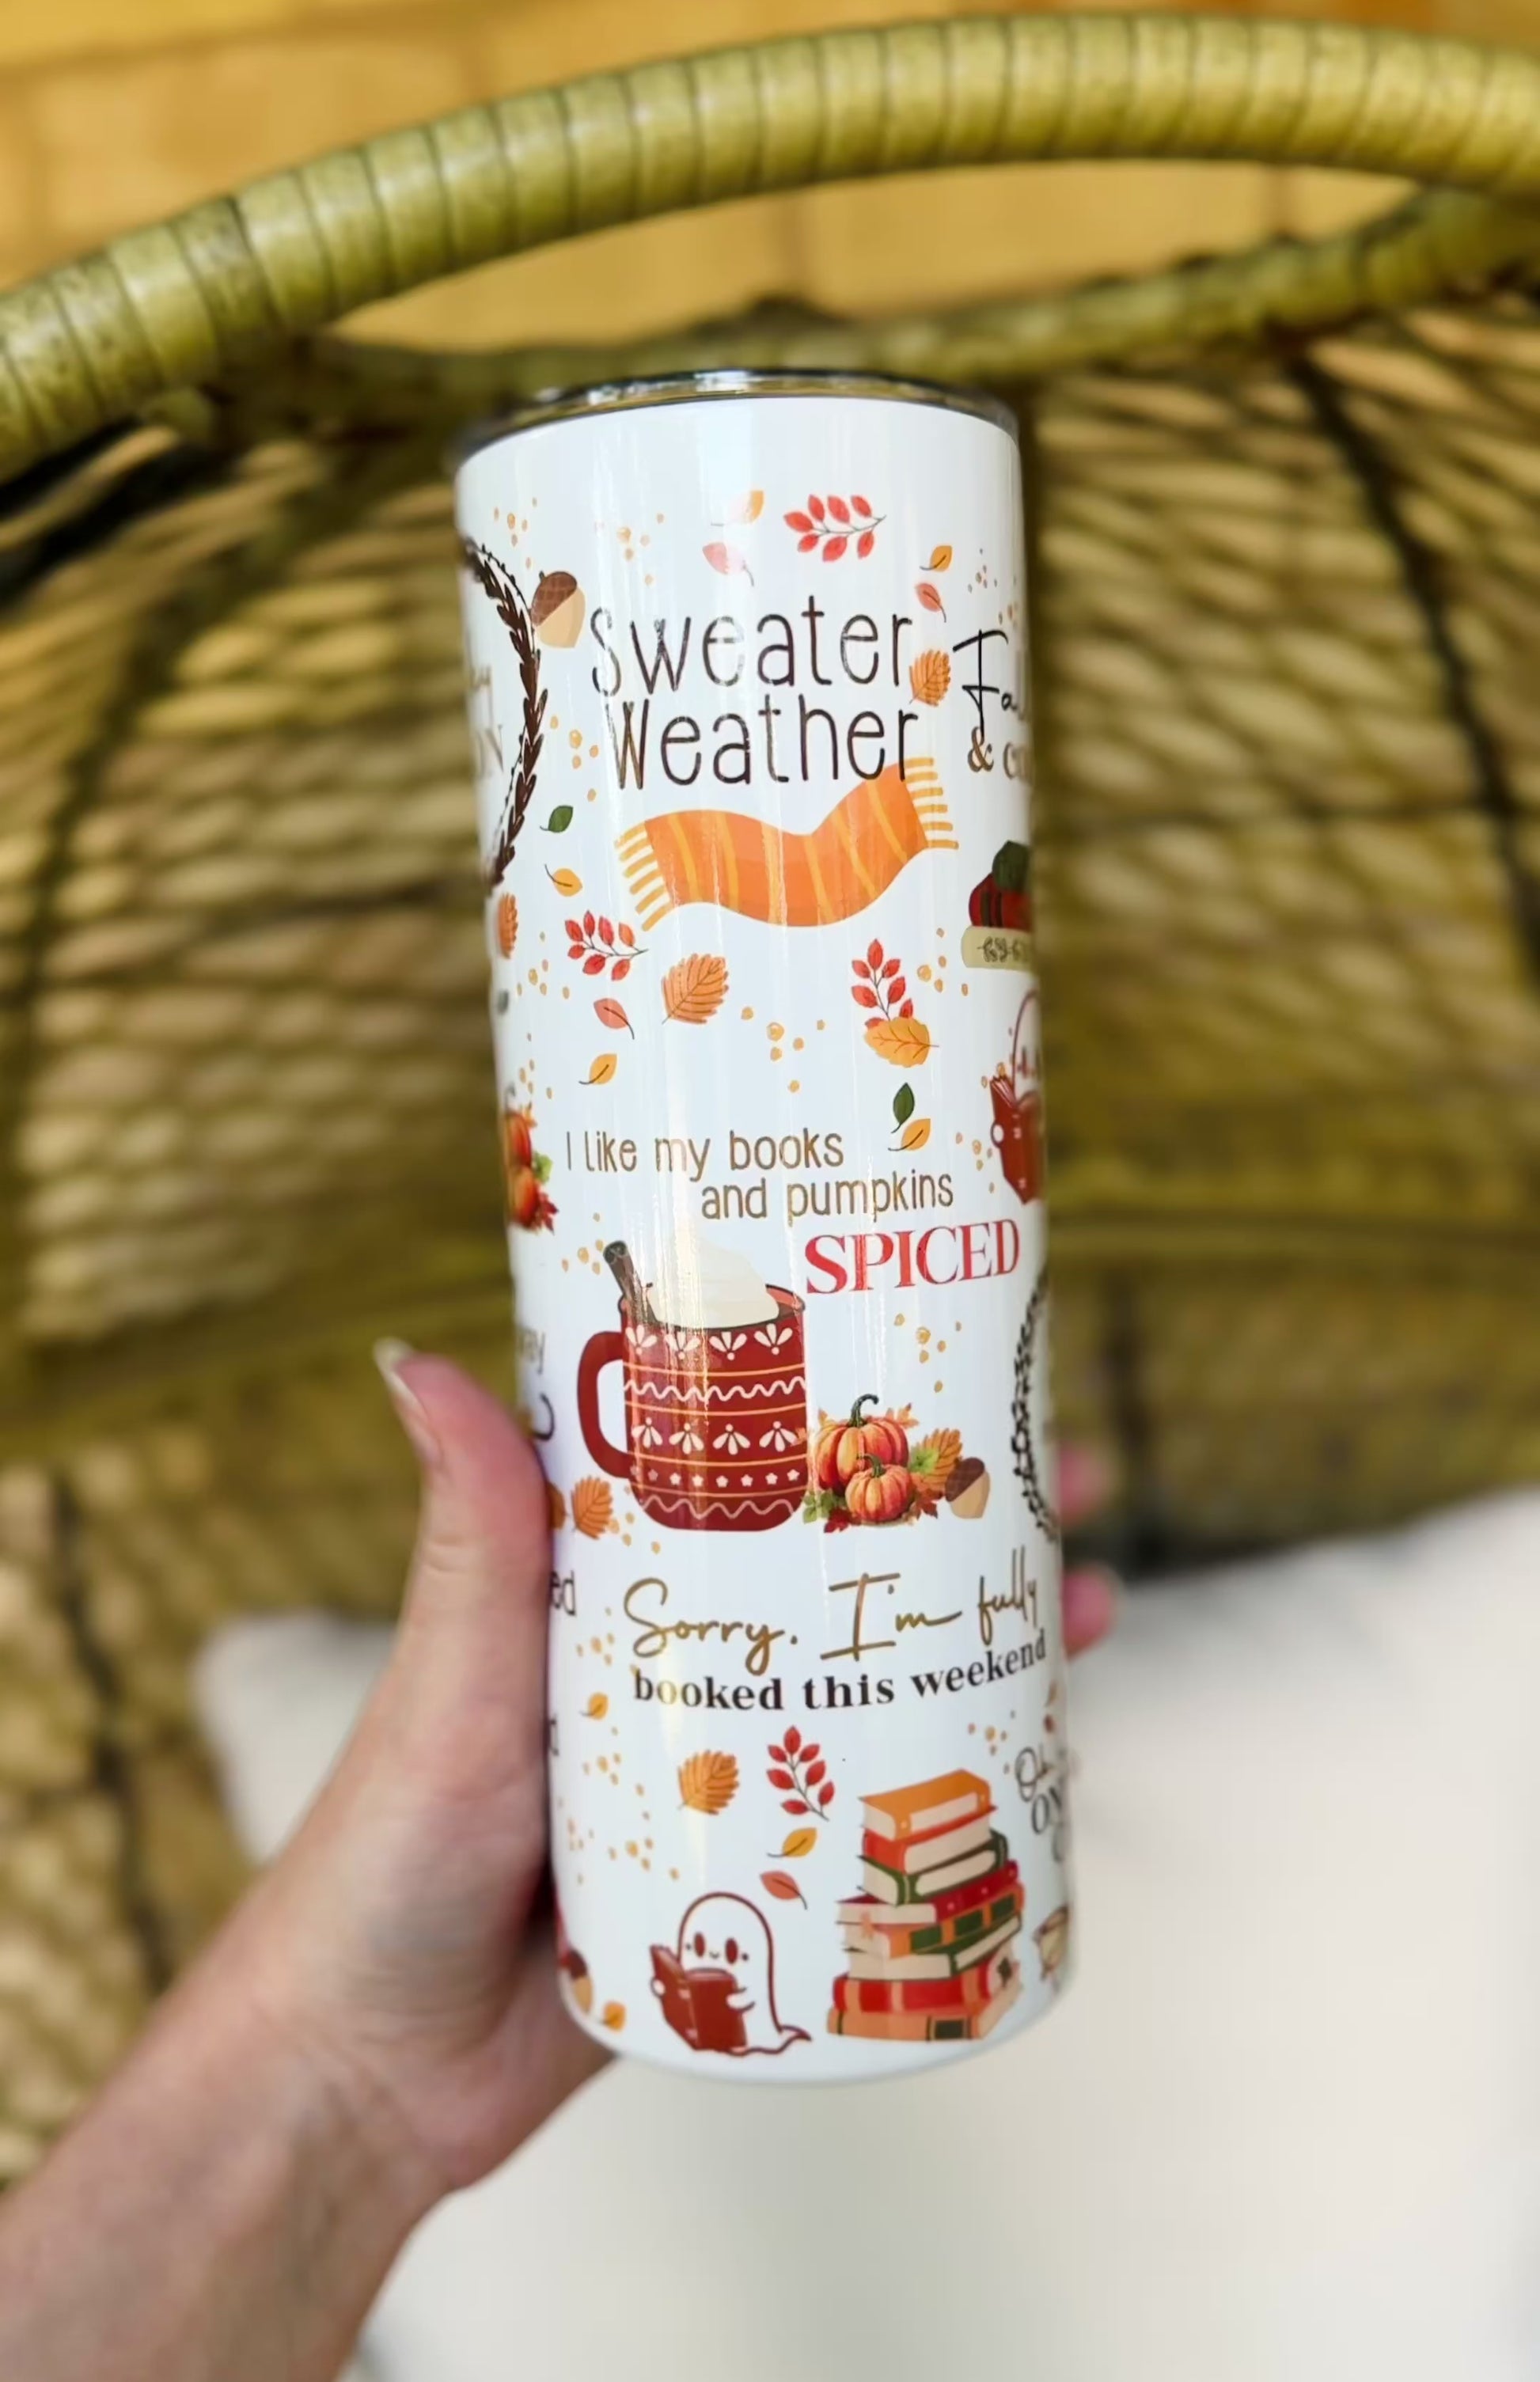 Sweater
Weather
&
I like my books
and pumpkins
SPICED
Sorry. I'm fully
booked this weekend